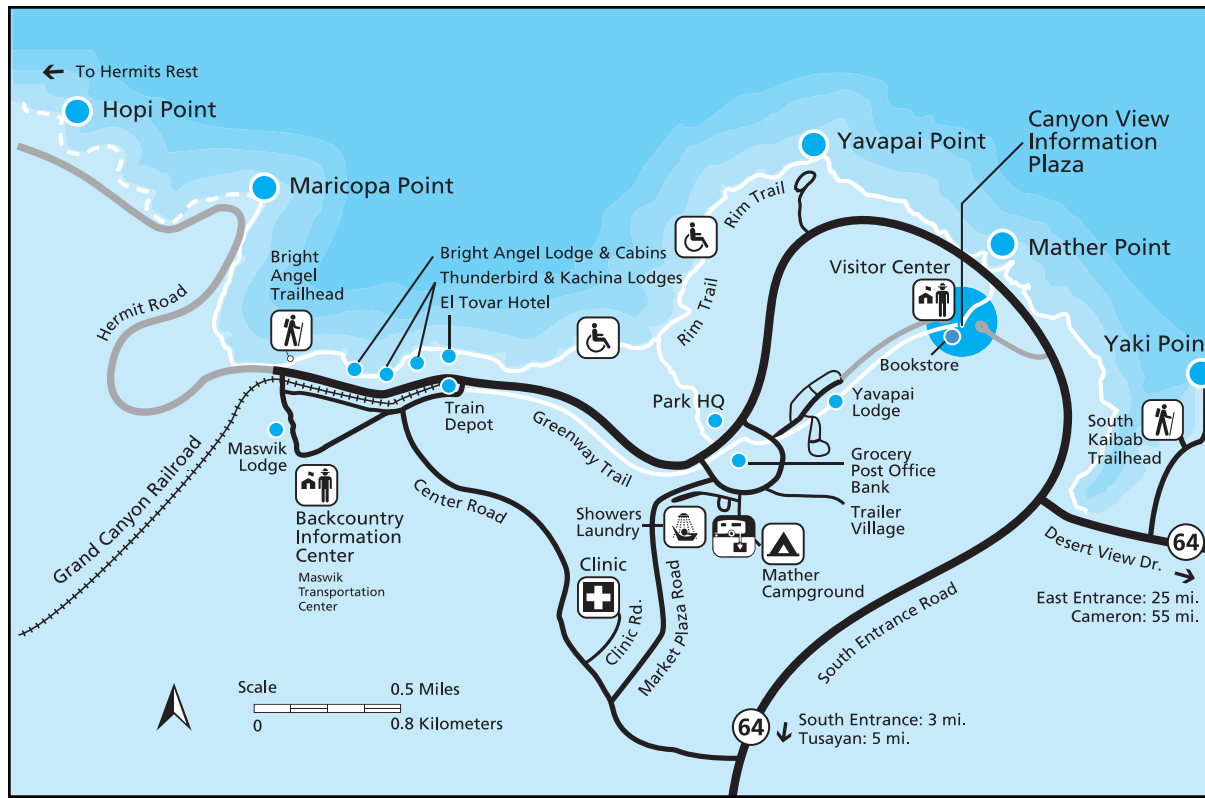 To Hermits Rest
Hopi Point
Maricopa Point
Yavapai Point
Canyon View
Information
Plaza
Mather Point
Visitor Center
Bookstore
Yaki Poin
Rim Trail
Rim Trail
Hermit Road
Bright
Angel
Trailhead
Bright Angel Lodge & Cabins
Thunderbird & Kachina Lodges
El Tovar Hotel
Train
Depot
Greenway Trail
Park HQ
Yavapai
Lodge
South
Kaibab
Trailhead
Maswik
Lodge
Grocery
Post Office
Bank
Trailer
Village
Grand Canyon Railroad
Backcountry
Information
Center
Maswik
Transportation
Center
Center Road
Showers
Laundry
Clinic
Clinic Rd.
Market Plaza Road
Mather
Campground
South Entrance Road
Desert View Dr.
64
East Entrance: 25 mi.
Cameron: 55 mi.
Scale
0.5 Miles
0
0.8 Kilometers
64
South Entrance: 3 mi.
Tusayan: 5 mi.